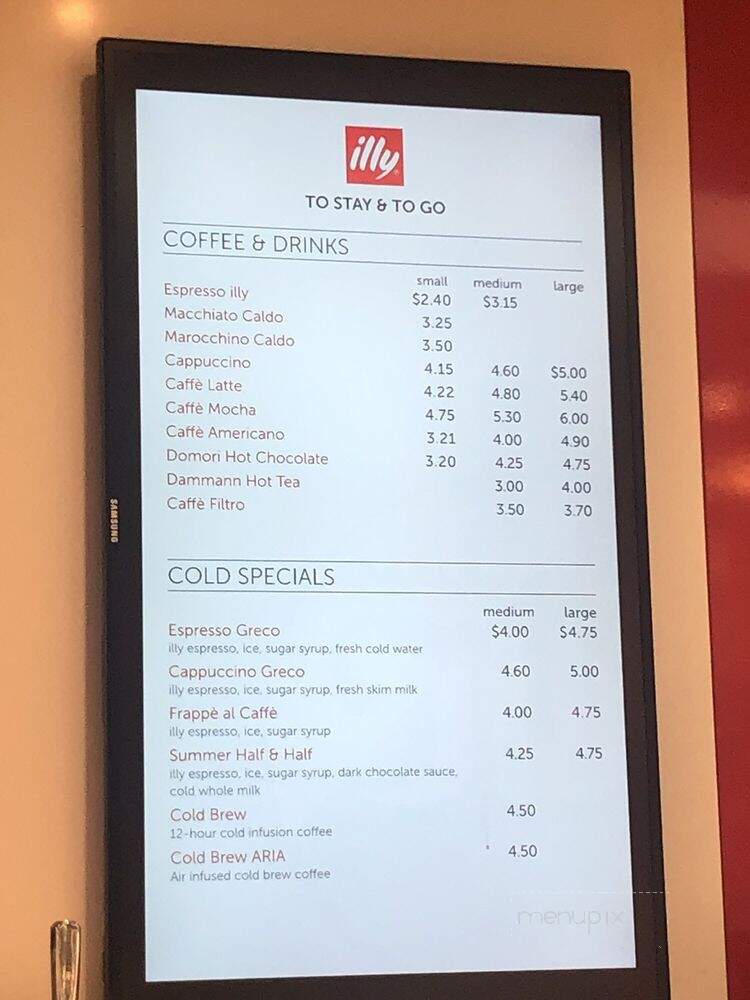 illy
TO STAY & TO GO
COFFEE & DRINKS
small medium large
Espresso illy $2.40 $3.15
Macchiato Caldo 3.25
Marocchino Caldo 3.50
Cappuccino 4.15 4.60 $5.00
Caffè Latte 4.22 4.80 5.40
Caffè Mocha 4.75 5.30 6.00
Caffè Americano 3.21 4.00 4.90
Domori Hot Chocolate 3.20 4.25 4.75
Dammann Hot Tea 3.00 4.00
Caffè Filtro 3.50 3.70
COLD SPECIALS
medium large
Espresso Greco $4.00 $4.75
illy espresso, ice, sugar syrup, fresh cold water
Cappuccino Greco 4.60 5.00
illy espresso, ice, sugar syrup, fresh skim milk
Frappè al Caffè 4.00 4.75
illy espresso, ice, sugar syrup
Summer Half & Half 4.25 4.75
illy espresso, ice, sugar syrup, dark chocolate sauce,
cold whole milk
Cold Brew 4.50
12-hour cold infusion coffee
Cold Brew ARIA 4.50
Air infused cold brew coffee
SAMSUNG
menupix